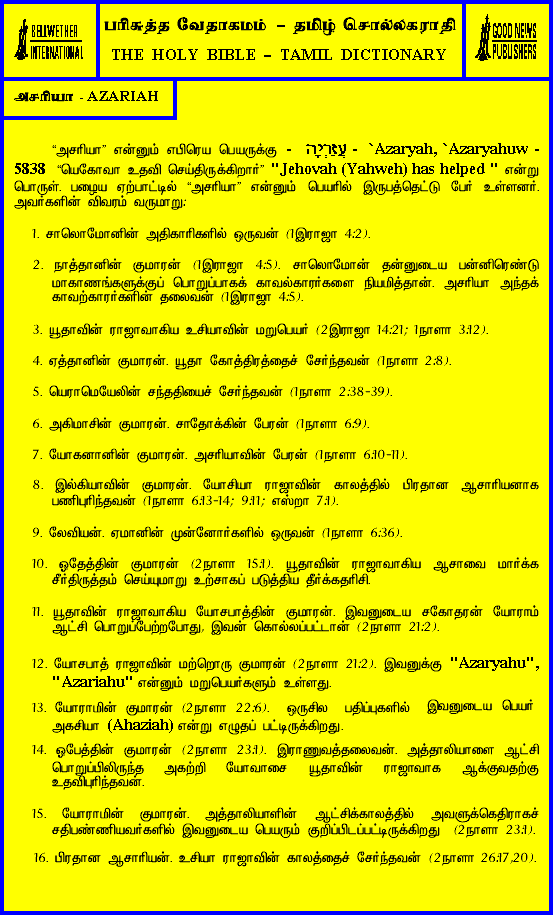 BELLWETHER
INTERNATIONAL
பரிசுத்த வேதாகமம் – தமிழ் சொல்லகராதி
THE HOLY BIBLE – TAMIL DICTIONARY
GOOD NEWS
PUBLISHERS
அசரியா - AZARIAH
“அசரியா” என்னும் எபிரெய பெயருக்கு - עֲזַרְיָה - `Azaryah, `Azaryahuw -
5838 “யெகோவா உதவி செய்திருக்கிறார்” "Jehovah (Yahweh) has helped " என்று
பொருள். பழைய ஏற்பாட்டில் “அசரியா” என்னும் பெயரில் இருபத்தெட்டு பேர் உள்ளனர்.
அவர்களின் விவரம் வருமாறு:
1. சாலொமோனின் அதிகாரிகளில் ஒருவன் (1இராஜா 4:2).
2. நாத்தானின் குமாரன் (1இராஜா 4:5). சாலொமோன் தன்னுடைய பன்னிரெண்டு
மாகாணங்களுக்குப் பொறுப்பாகக் காவல்காரர்களை நியமித்தான். அசரியா அந்தக்
காவற்காரர்களின் தலைவன் (1இராஜா 4:5).
3. யூதாவின் ராஜாவாகிய உசியாவின் மறுபெயர் (2இராஜா 14:21; 1நாளா 3:12).
4. ஏத்தானின் குமாரன். யூதா கோத்திரத்தைச் சேர்ந்தவன் (1நாளா 2:8).
5. யெராமெயேலின் சந்ததியைச் சேர்ந்தவன் (1நாளா 2:38-39).
6. அகிமாசின் குமாரன். சாதோக்கின் பேரன் (1நாளா 6:9).
7. யோகனானின் குமாரன். அசரியாவின் பேரன் (1நாளா 6:10-11).
8. இல்கியாவின் குமாரன். யோசியா ராஜாவின் காலத்தில் பிரதான ஆசாரியனாக
பணிபுரிந்தவன் (1நாளா 6:13-14; 9:11; எஸ்றா 7:1).
9. லேவியன். ஏமானின் முன்னோர்களில் ஒருவன் (1நாளா 6:36).
10. ஓதேத்தின் குமாரன் (2நாளா 15:1). யூதாவின் ராஜாவாகிய ஆசாவை மார்க்க
சீர்திருத்தம் செய்யுமாறு உற்சாகப் படுத்திய தீர்க்கதரிசி.
11. யூதாவின் ராஜாவாகிய யோசபாத்தின் குமாரன். இவனுடைய சகோதரன் யோராம்
ஆட்சி பொறுப்பேற்றபோது, இவன் கொல்லப்பட்டான் (2நாளா 21:2).
12. யோசபாத் ராஜாவின் மற்றொரு குமாரன் (2நாளா 21:2). இவனுக்கு "Azaryahu",
"Azariahu" என்னும் மறுபெயர்களும் உள்ளது.
13. யோராமின் குமாரன் (2நாளா 22:6). ஒருசில பதிப்புகளில் இவனுடைய பெயர்
அகசியா (Ahaziah) என்று எழுதப் பட்டிருக்கிறது.
14. ஓபேத்தின் குமாரன் (2நாளா 23:1). இராணுவத்தலைவன். அத்தாலியாளை ஆட்சி
பொறுப்பிலிருந்த அகற்றி யோவாசை யூதாவின் ராஜாவாக ஆக்குவதற்கு
உதவிபுரிந்தவன்.
15. யோராமின் குமாரன். அத்தாலியாளின் ஆட்சிக்காலத்தில் அவளுக்கெதிராகச்
சதிபண்ணியவர்களில் இவனுடைய பெயரும் குறிப்பிடப்பட்டிருக்கிறது (2நாளா 23:1).
16. பிரதான ஆசாரியன். உசியா ராஜாவின் காலத்தைச் சேர்ந்தவன் (2நாளா 26:17,20).